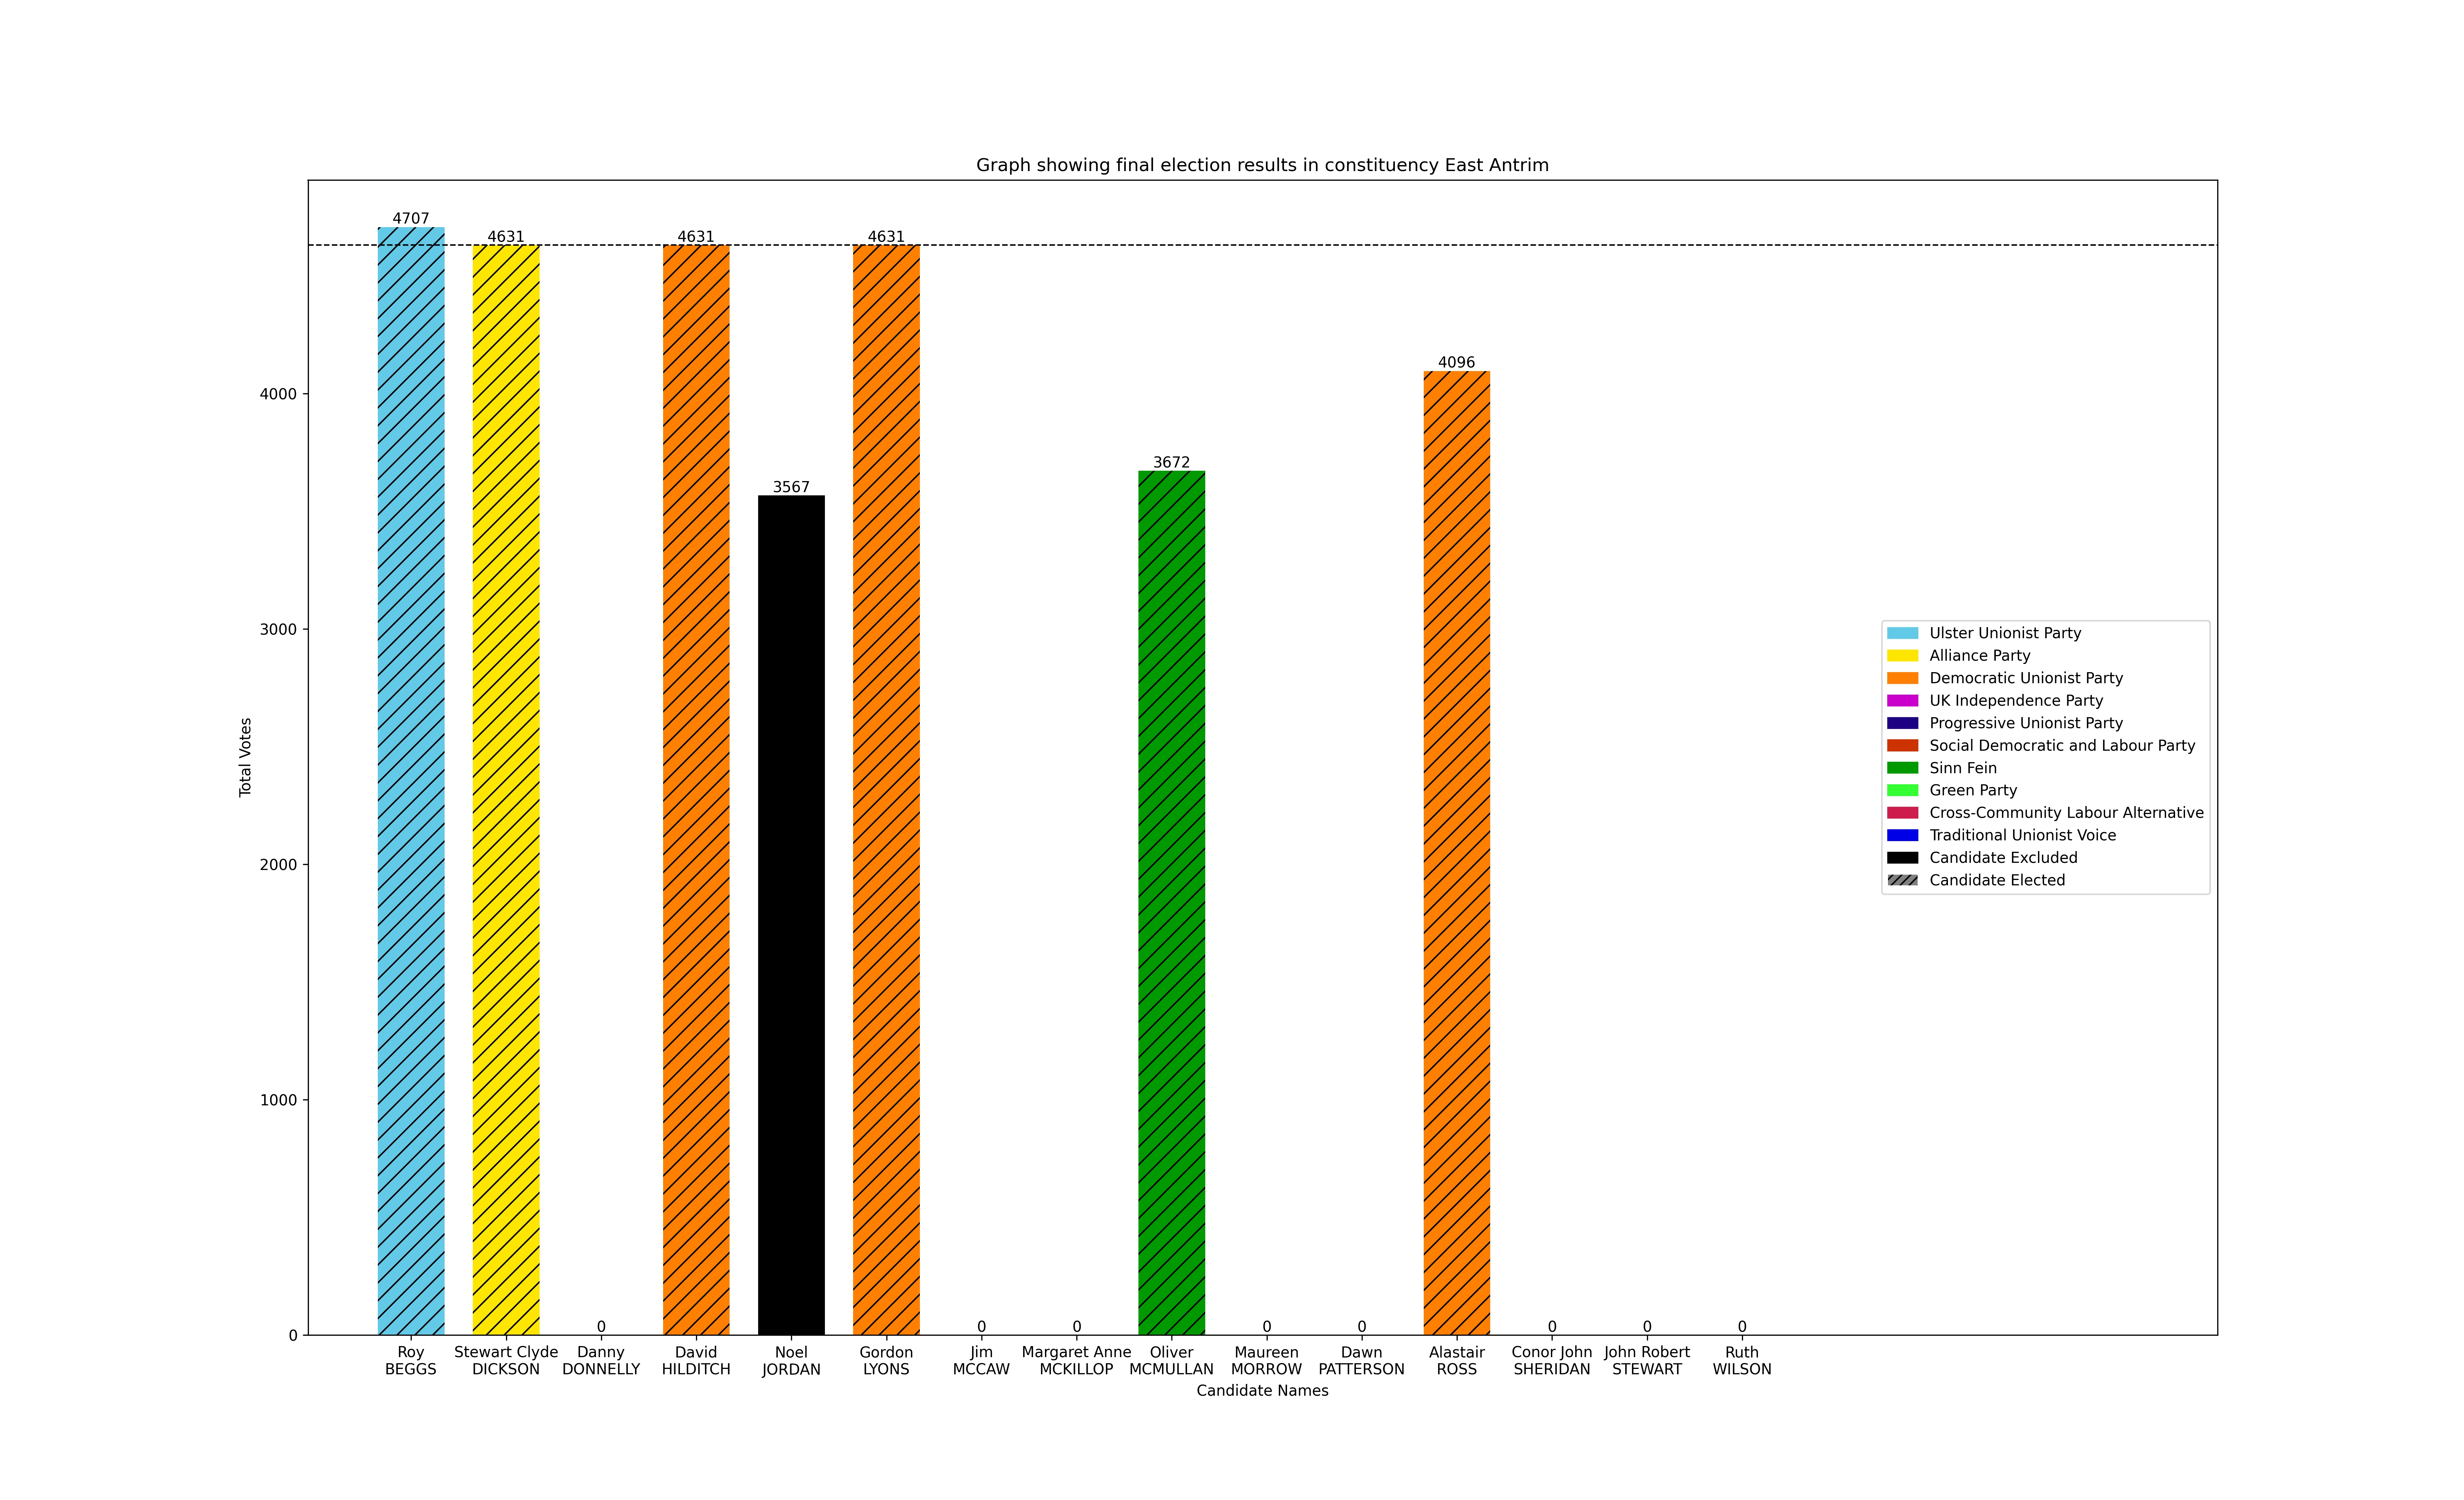 Graph showing final election results in constituency East Antrim
4707
4631
4631
4631
4096
4000
3672
3567
3000
2000
1000
0
Total Votes
0
0
0
0
0
0
0
0
Roy
BEGGS
Stewart Clyde
DICKSON
Danny
DONNELLY
David
HILDITCH
Noel
JORDAN
Gordon
LYONS
Jim
MCCAW
Margaret Anne
MCKILLOP
Oliver
MCMULLAN
Maureen
MORROW
Dawn
PATTERSON
Alastair
ROSS
Conor John
SHERIDAN
John Robert
STEWART
Ruth
WILSON
Candidate Names
Ulster Unionist Party
Alliance Party
Democratic Unionist Party
UK Independence Party
Progressive Unionist Party
Social Democratic and Labour Party
Sinn Fein
Green Party
Cross-Community Labour Alternative
Traditional Unionist Voice
Candidate Excluded
Candidate Elected